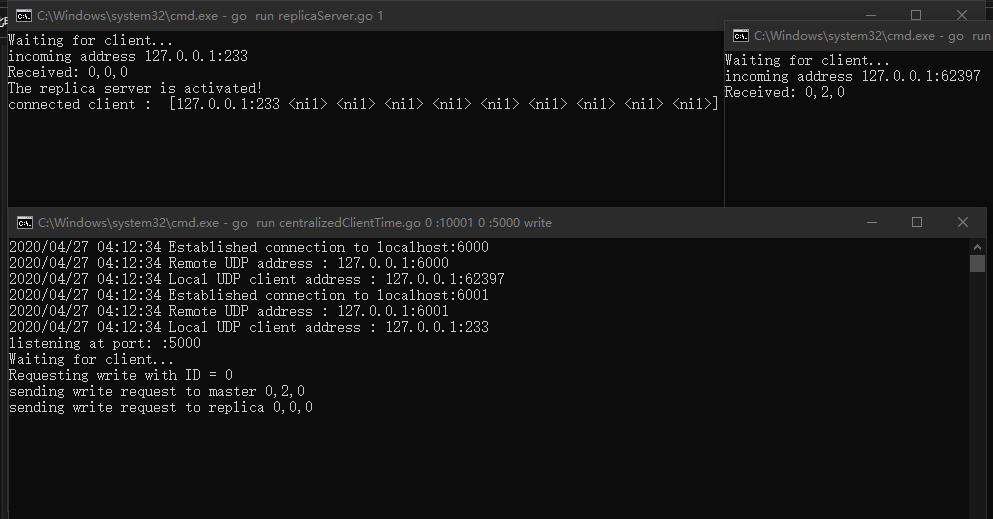 C:\Windows\system32\cmd.exe - go  run replicaServer.go 1
Waiting for client...
incoming address 127.0.0.1:233
Received: 0,0,0
The replica server is activated!
connected client :  [127.0.0.1:233 <nil> <nil> <nil> <nil> <nil> <nil> <nil> <nil> <nil>]
C:\Windows\system32\cmd.exe - go  run
Waiting for client...
incoming address 127.0.0.1:62397
Received: 0,2,0
C:\Windows\system32\cmd.exe - go  run centralizedClientTime.go 0 :10001 0 :5000 write
2020/04/27 04:12:34 Established connection to localhost:6000
2020/04/27 04:12:34 Remote UDP address : 127.0.0.1:6000
2020/04/27 04:12:34 Local UDP client address : 127.0.0.1:62397
2020/04/27 04:12:34 Established connection to localhost:6001
2020/04/27 04:12:34 Remote UDP address : 127.0.0.1:6001
2020/04/27 04:12:34 Local UDP client address : 127.0.0.1:233
listening at port: :5000
Waiting for client...
Requesting write with ID = 0
sending write request to master 0,2,0
sending write request to replica 0,0,0